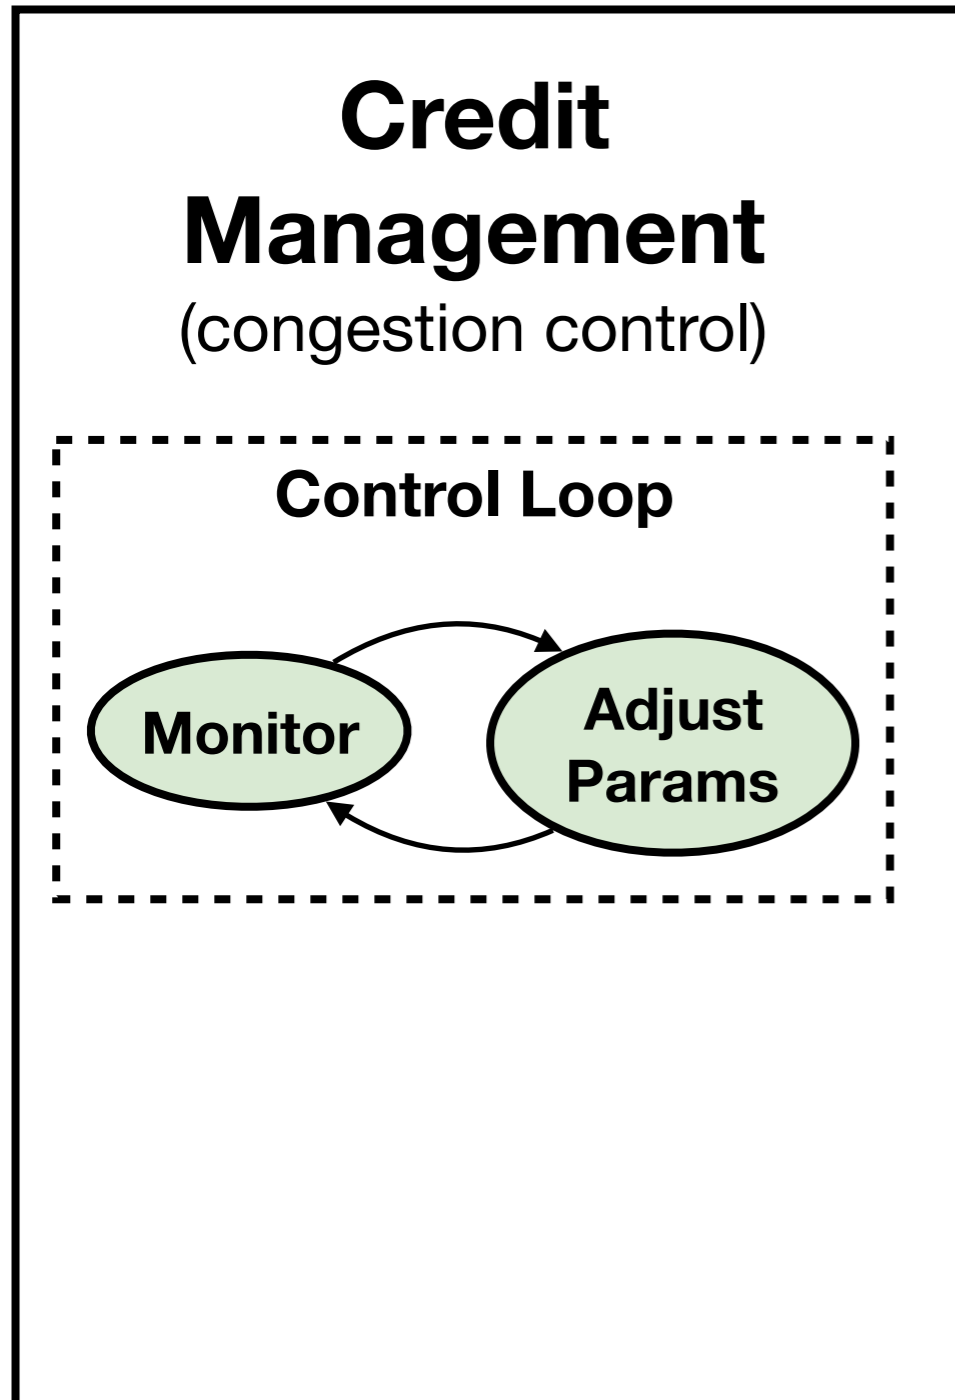 Credit
Management
(congestion control)
Control Loop
Monitor
Adjust
Params